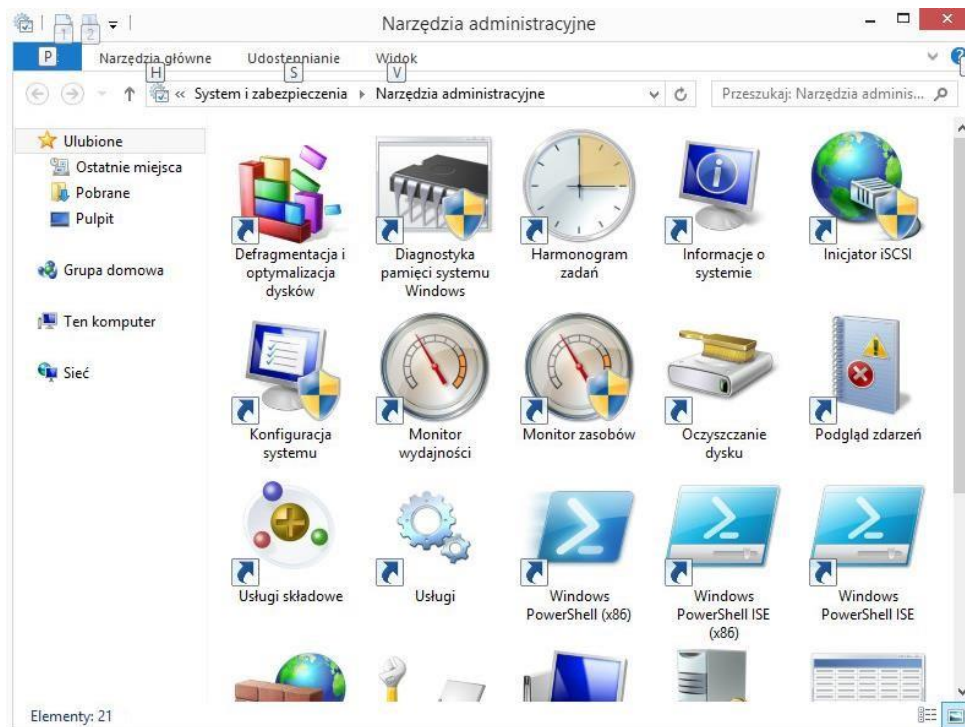 1 2
Narzędzia administracyjne
P Narzędzia główne Udostępnianie Widok
H S V
« System i zabezpieczenia Narzędzia administracyjne Przeszukaj: Narzędzia adminis...
Ulubione
Ostatnie miejsca
Pobrane
Pulpit
Grupa domowa
Ten komputer
Sieć
Defragmentacja i
optymalizacja
dysków
Diagnostyka
pamięci systemu
Windows
Harmonogram
zadań
Informacje o
systemie
Inicjator iSCSI
Konfiguracja
systemu
Monitor
wydajności
Monitor zasobów
Oczyszczanie
dysku
Podgląd zdarzeń
Usługi składowe
Usługi
Windows
PowerShell (x86)
Windows
PowerShell ISE
(x86)
Windows
PowerShell ISE
Elementy: 21